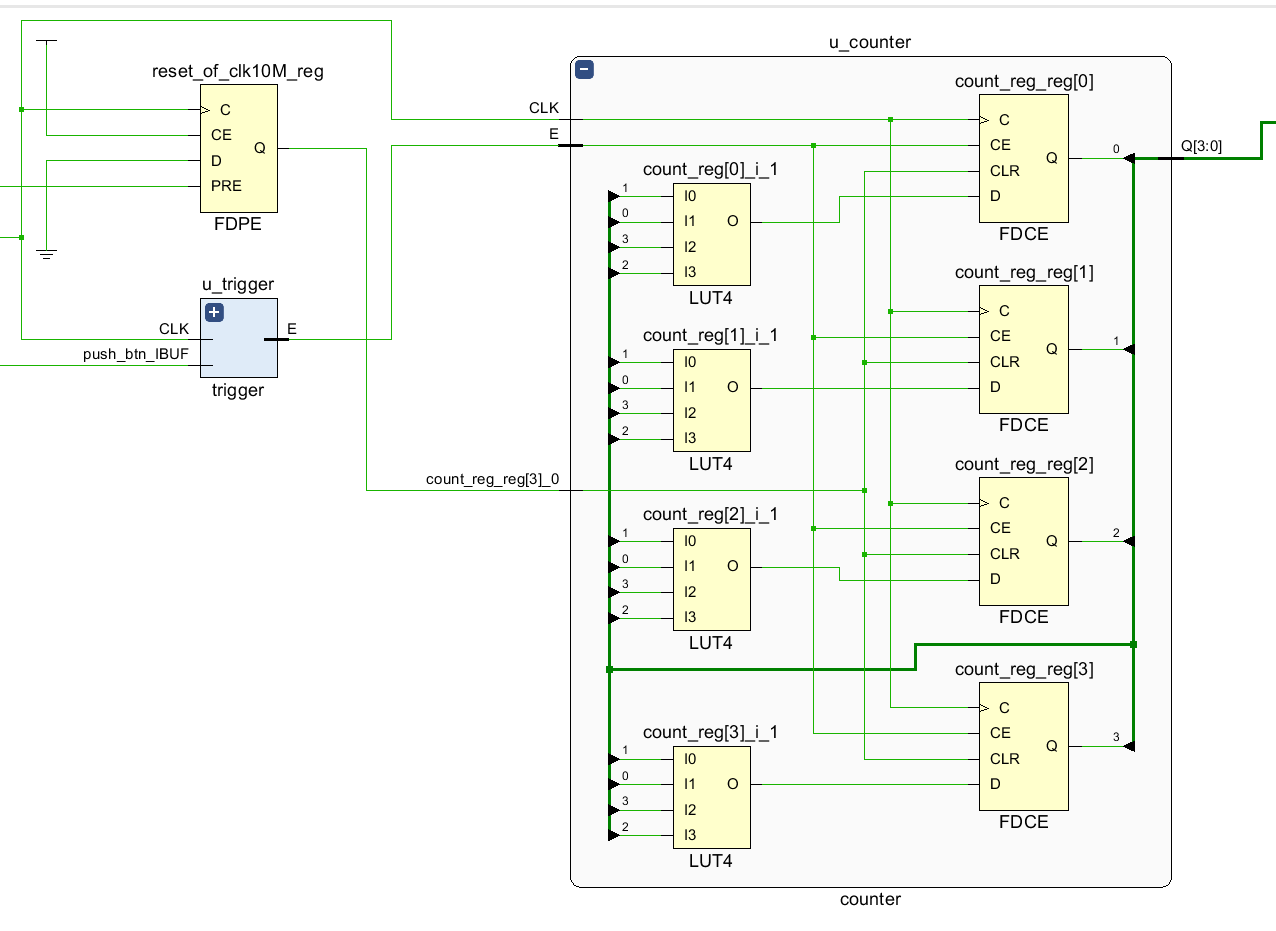 reset_of_clk10M_reg
C
CE
D
PRE
Q
FDPE
u_trigger
CLK
push_btn_IBUF
E
trigger
u_counter
CLK
E
count_reg_reg[3]_0
count_reg[0]_i_1
1 I0
0 I1
3 I2
2 I3
O
LUT4
count_reg[1]_i_1
1 I0
0 I1
3 I2
2 I3
O
LUT4
count_reg[2]_i_1
1 I0
0 I1
3 I2
2 I3
O
LUT4
count_reg[3]_i_1
1 I0
0 I1
3 I2
2 I3
O
LUT4
count_reg_reg[0]
C
CE
CLR
D
Q
0
FDCE
count_reg_reg[1]
C
CE
CLR
D
Q
1
FDCE
count_reg_reg[2]
C
CE
CLR
D
Q
2
FDCE
count_reg_reg[3]
C
CE
CLR
D
Q
3
FDCE
Q[3:0]
counter